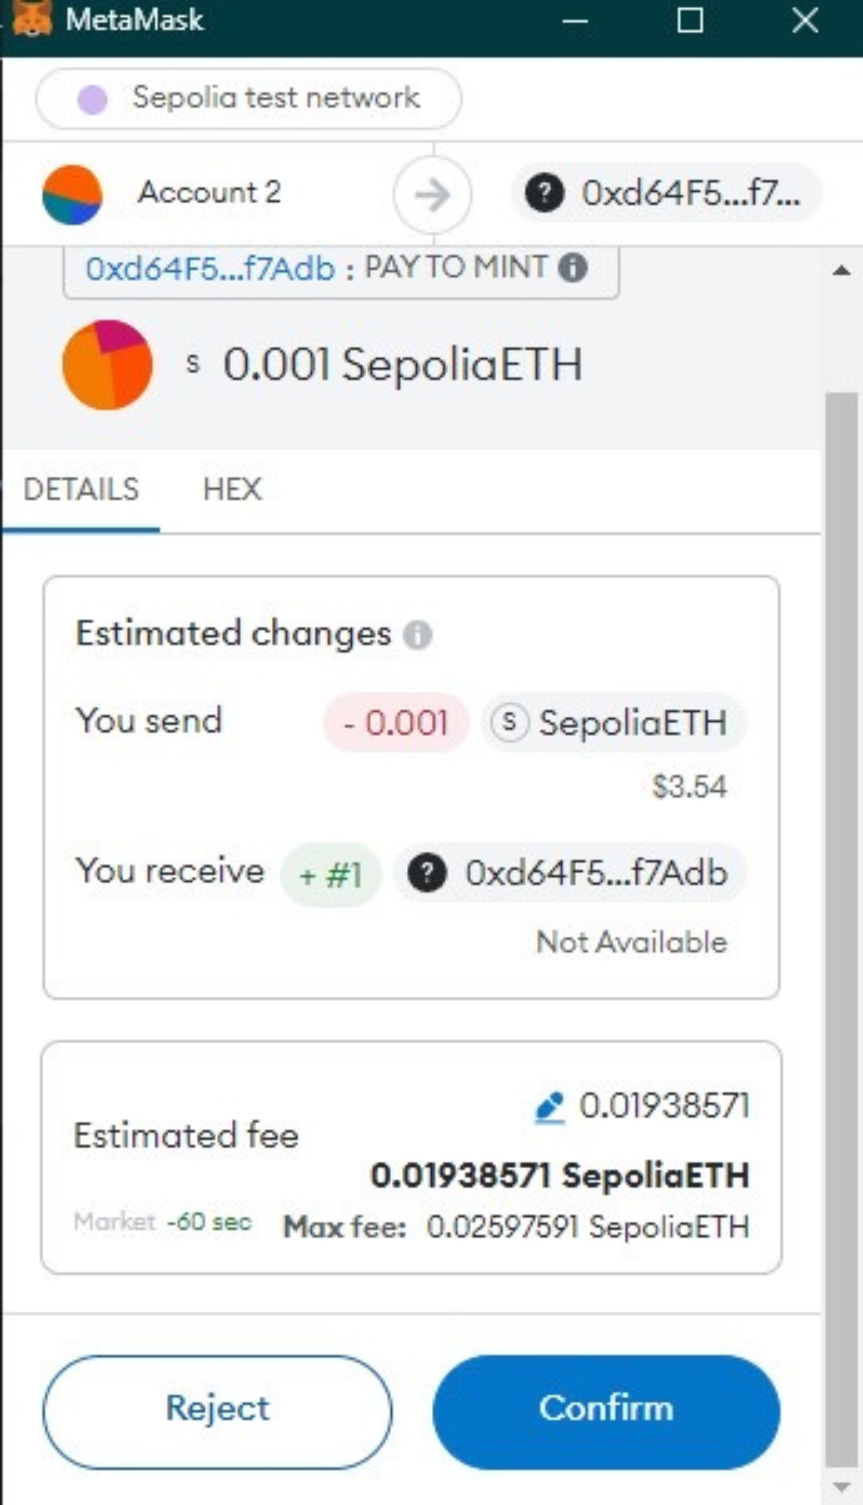 MetaMask
Sepolia test network
Account 2
? 0xd64F5...f7...
0xd64F5...f7Adb : PAY TO MINT i
S 0.001 SepoliaETH
DETAILS HEX
Estimated changes i
You send - 0.001 S SepoliaETH
$3.54
You receive + #1 ? 0xd64F5...f7Adb
Not Available
0.01938571
Estimated fee
0.01938571 SepoliaETH
Market ~60 sec Max fee: 0.02597591 SepoliaETH
Reject Confirm